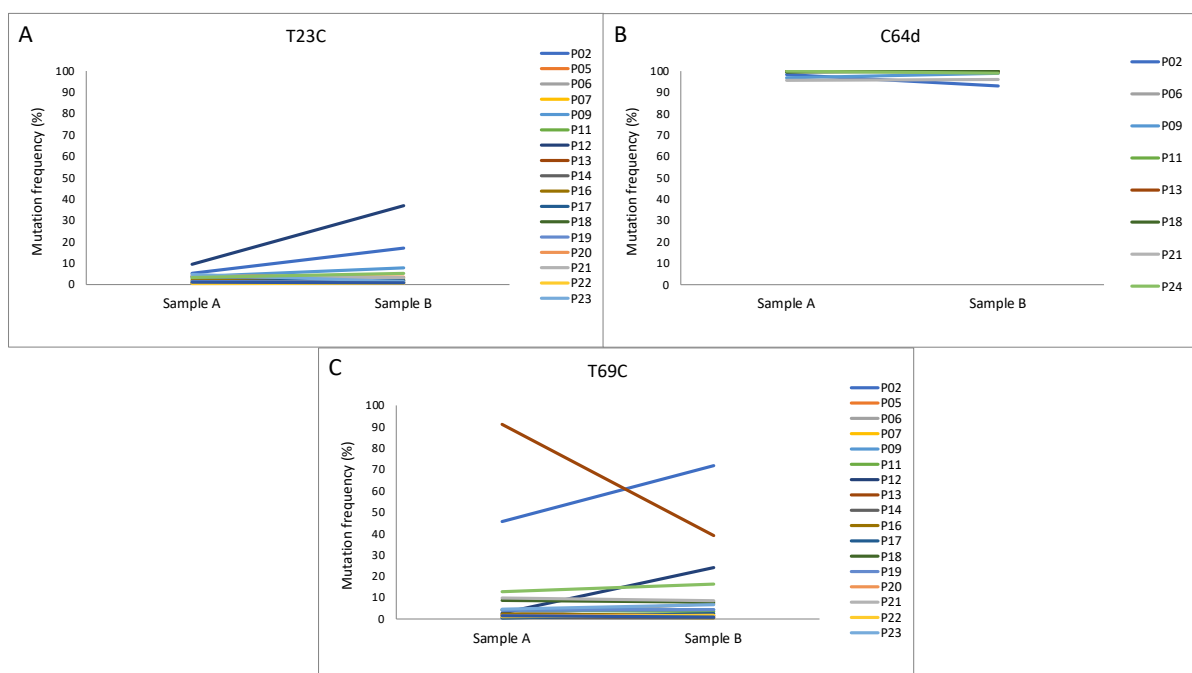 A
T23C
Mutation frequency (%)
100
90
80
70
60
50
40
30
20
10
0
Sample A
Sample B
P02
P05
P06
P07
P09
P11
P12
P13
P14
P16
P17
P18
P19
P20
P21
P22
P23
B
C64d
Mutation frequency (%)
100
90
80
70
60
50
40
30
20
10
0
Sample A
Sample B
P02
P06
P09
P11
P13
P18
P21
P24
C
T69C
Mutation frequency (%)
100
90
80
70
60
50
40
30
20
10
0
Sample A
Sample B
P02
P05
P06
P07
P09
P11
P12
P13
P14
P16
P17
P18
P19
P20
P21
P22
P23